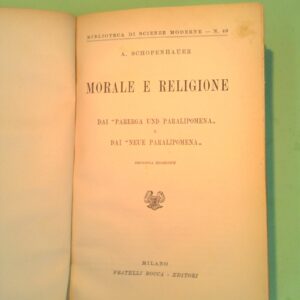 BIBLIOTECA DI SCIENZE MODERNE — N. 49
A. SCHOPENHAUER
MORALE E RELIGIONE
DAI "PARERGA UND PARALIPOMENA„
E
DAI "NEUE PARALIPOMENA„
SECONDA EDIZIONE
MILANO
FRATELLI BOCCA - EDITORI